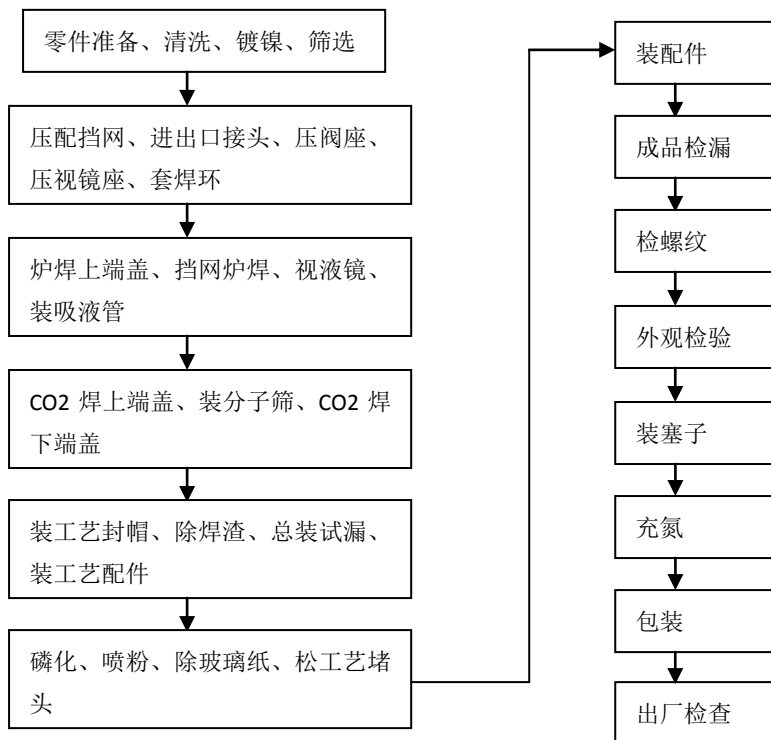 零件准备、清洗、镀镍、筛选
压配挡网、进出口接头、压阀座、
压视镜座、套焊环
炉焊上端盖、挡网炉焊、视液镜、
装吸液管
CO2 焊上端盖、装分子筛、CO2 焊
下端盖
装工艺封帽、除焊渣、总装试漏、
装工艺配件
磷化、喷粉、除玻璃纸、松工艺堵
头
装配件
成品检漏
检螺纹
外观检验
装塞子
充氮
包装
出厂检查